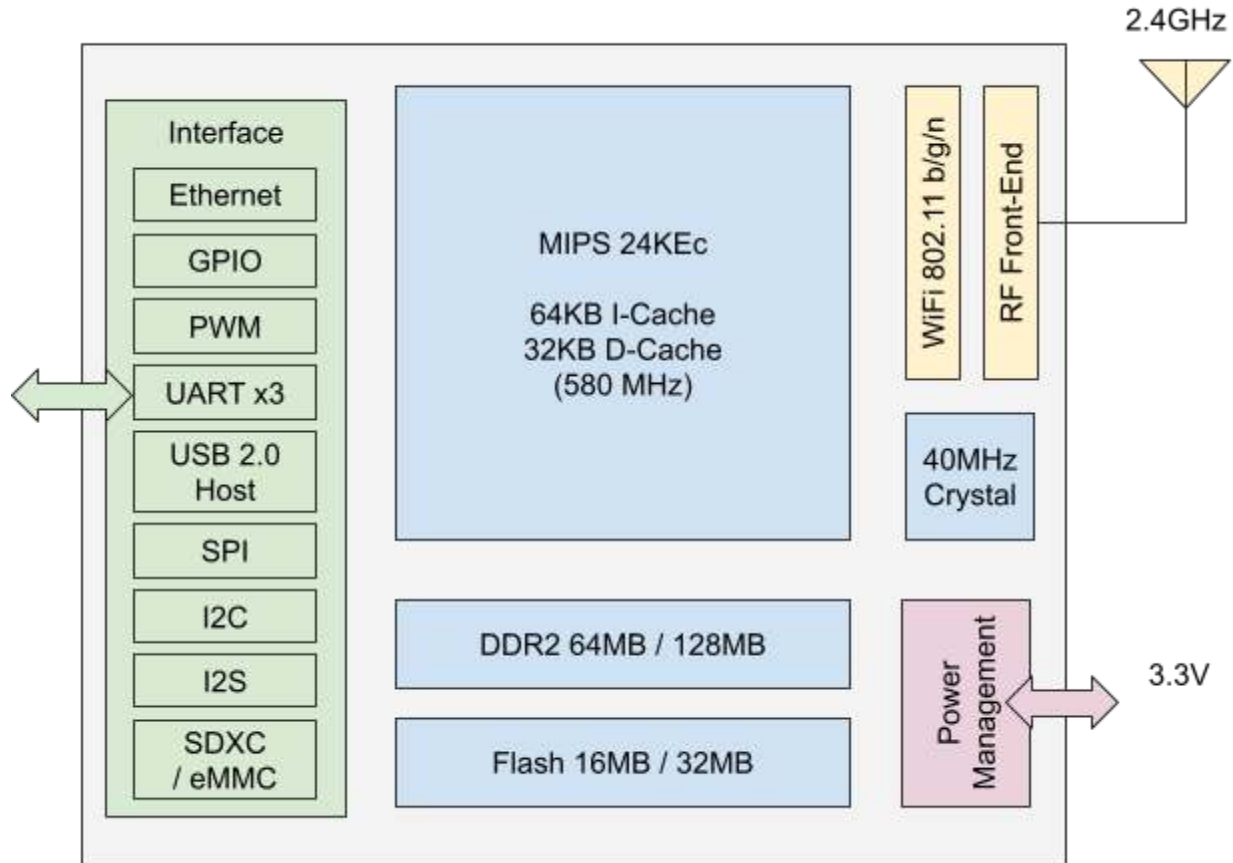 2.4GHz
Interface
Ethernet
GPIO
PWM
UART x3
USB 2.0
Host
SPI
I2C
I2S
SDXC
/ eMMC
MIPS 24KEc
64KB I-Cache
32KB D-Cache
(580 MHz)
DDR2 64MB / 128MB
Flash 16MB / 32MB
WiFi 802.11 b/g/n
RF Front-End
40MHz
Crystal
Power
Management
3.3V